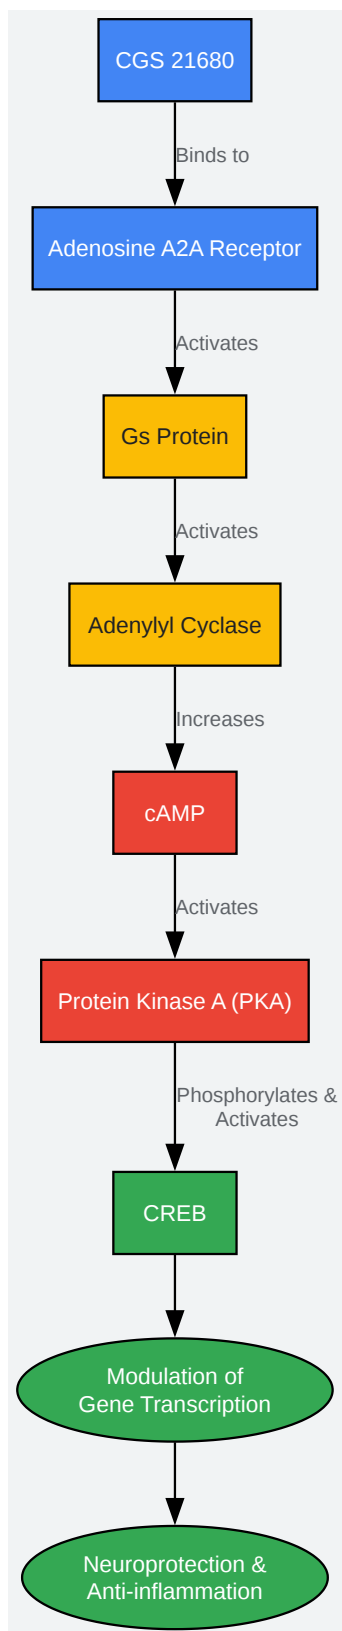 CGS 21680
Binds to
Adenosine A2A Receptor
Activates
Gs Protein
Activates
Adenylyl Cyclase
Increases
cAMP
Activates
Protein Kinase A (PKA)
Phosphorylates &
Activates
CREB
Modulation of
Gene Transcription
Neuroprotection &
Anti-inflammation